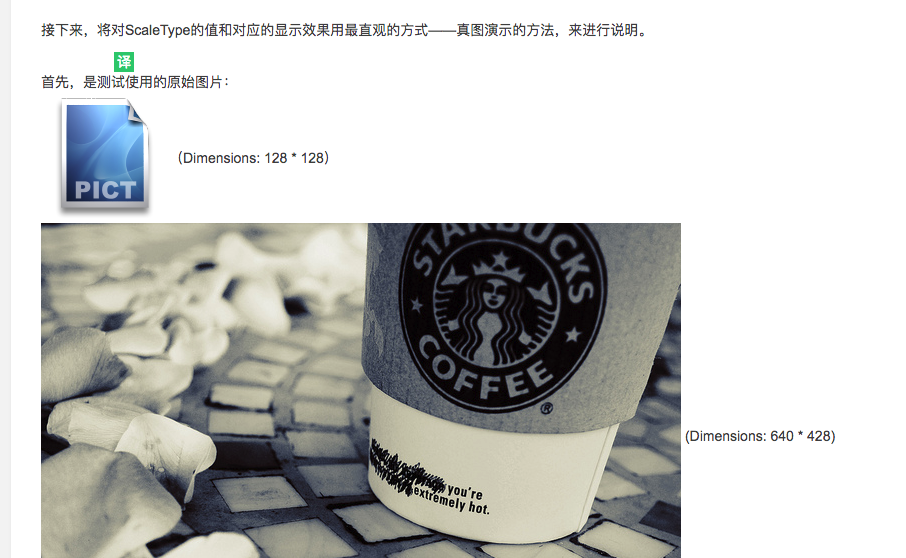 接下来，将对ScaleType的值和对应的显示效果用最直观的方式——真图演示的方法，来进行说明。
译
首先，是测试使用的原始图片：
PICT
（Dimensions: 128 * 128）
STARBUCKS
COFFEE
®
you're
extremely hot.
(Dimensions: 640 * 428)